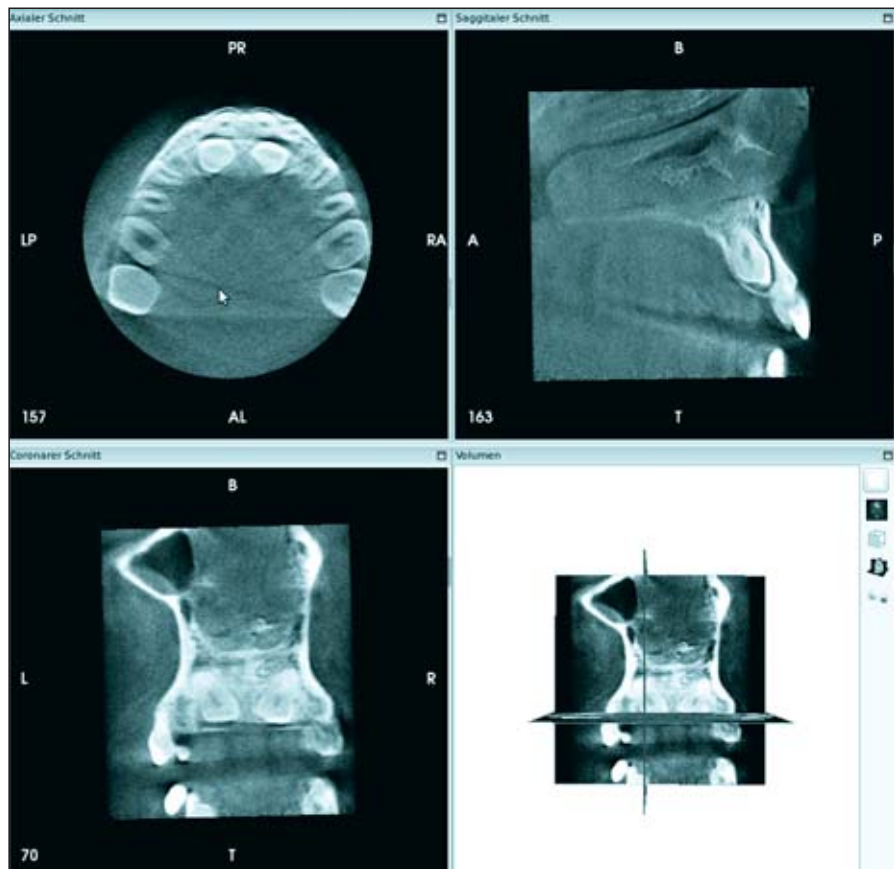 Axialer Schnitt
PR
LP
RA
157
AL
Saggitaler Schnitt
B
A
P
163
T
Coronarer Schnitt
B
L
R
70
T
Volumen